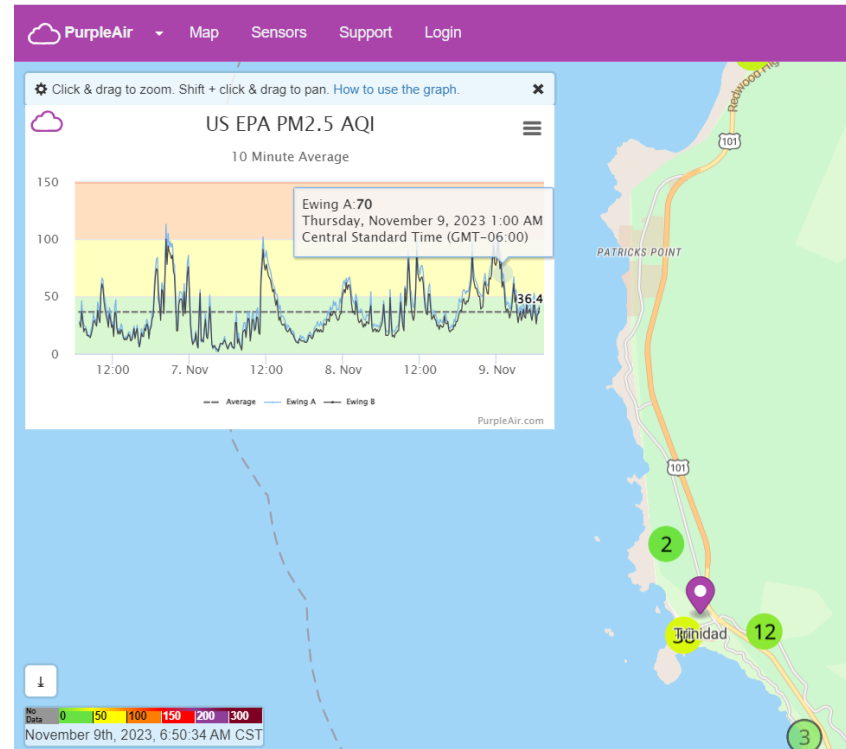 PurpleAir Map Sensors Support Login
Click & drag to zoom. Shift + click & drag to pan. How to use the graph.
US EPA PM2.5 AQI
10 Minute Average
150
100
50
0
Ewing A:70
Thursday, November 9, 2023 1:00 AM
Central Standard Time (GMT-06:00)
36.4
12:00 7. Nov 12:00 8. Nov 12:00 9. Nov
Average Ewing A Ewing B
PurpleAir.com
101
PATRICKS POINT
101
2
Trinidad
12
3
No Data 0 50 100 150 200 300
November 9th, 2023, 6:50:34 AM CST